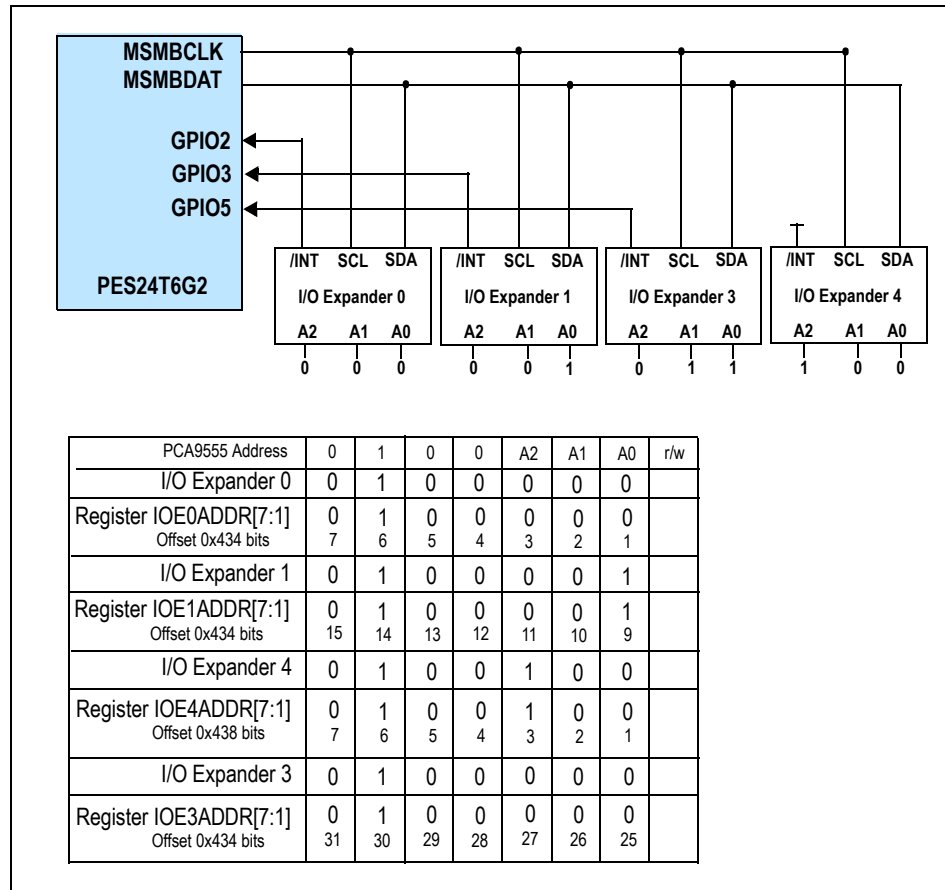 MSMBCLK
MSMBDAT
GPIO2
GPIO3
GPIO5
PES24T6G2
/INT SCL SDA
I/O Expander 0
A2 A1 A0
0 0 0
/INT SCL SDA
I/O Expander 1
A2 A1 A0
0 0 1
/INT SCL SDA
I/O Expander 3
A2 A1 A0
0 1 1
/INT SCL SDA
I/O Expander 4
A2 A1 A0
1 0 0
PCA9555 Address 0 1 0 0 A2 A1 A0 r/w
I/O Expander 0 0 1 0 0 0 0 0
Register IOE0ADDR[7:1] 0 1 0 0 0 0 0
Offset 0x434 bits 7 6 5 4 3 2 1
I/O Expander 1 0 1 0 0 0 0 1
Register IOE1ADDR[7:1] 0 1 0 0 0 0 1
Offset 0x434 bits 15 14 13 12 11 10 9
I/O Expander 4 0 1 0 0 1 0 0
Register IOE4ADDR[7:1] 0 1 0 0 1 0 0
Offset 0x438 bits 7 6 5 4 3 2 1
I/O Expander 3 0 1 0 0 0 0 0
Register IOE3ADDR[7:1] 0 1 0 0 0 0 0
Offset 0x434 bits 31 30 29 28 27 26 25